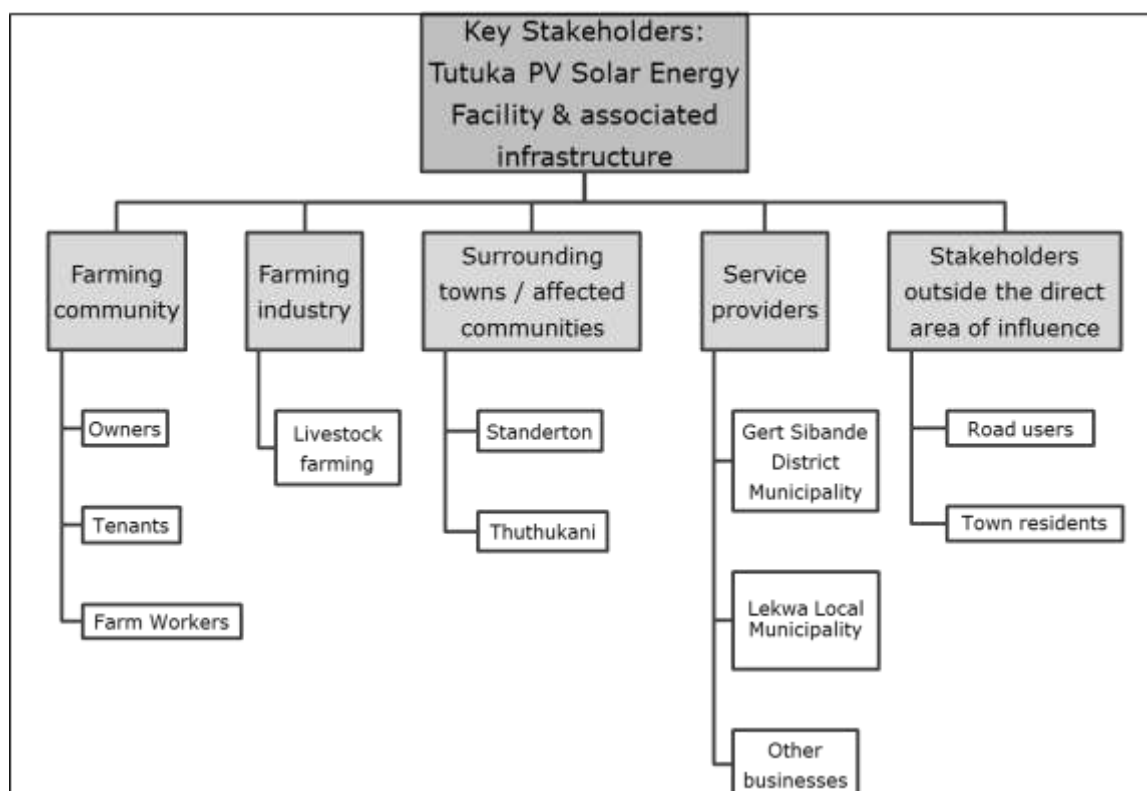 Key Stakeholders:
Tutuka PV Solar Energy
Facility & associated
infrastructure
Farming
community
Owners
Tenants
Farm Workers
Farming
industry
Livestock
farming
Surrounding
towns / affected
communities
Standerton
Thuthukani
Service
providers
Gert Sibande
District
Municipality
Lekwa Local
Municipality
Other
businesses
Stakeholders
outside the direct
area of influence
Road users
Town residents